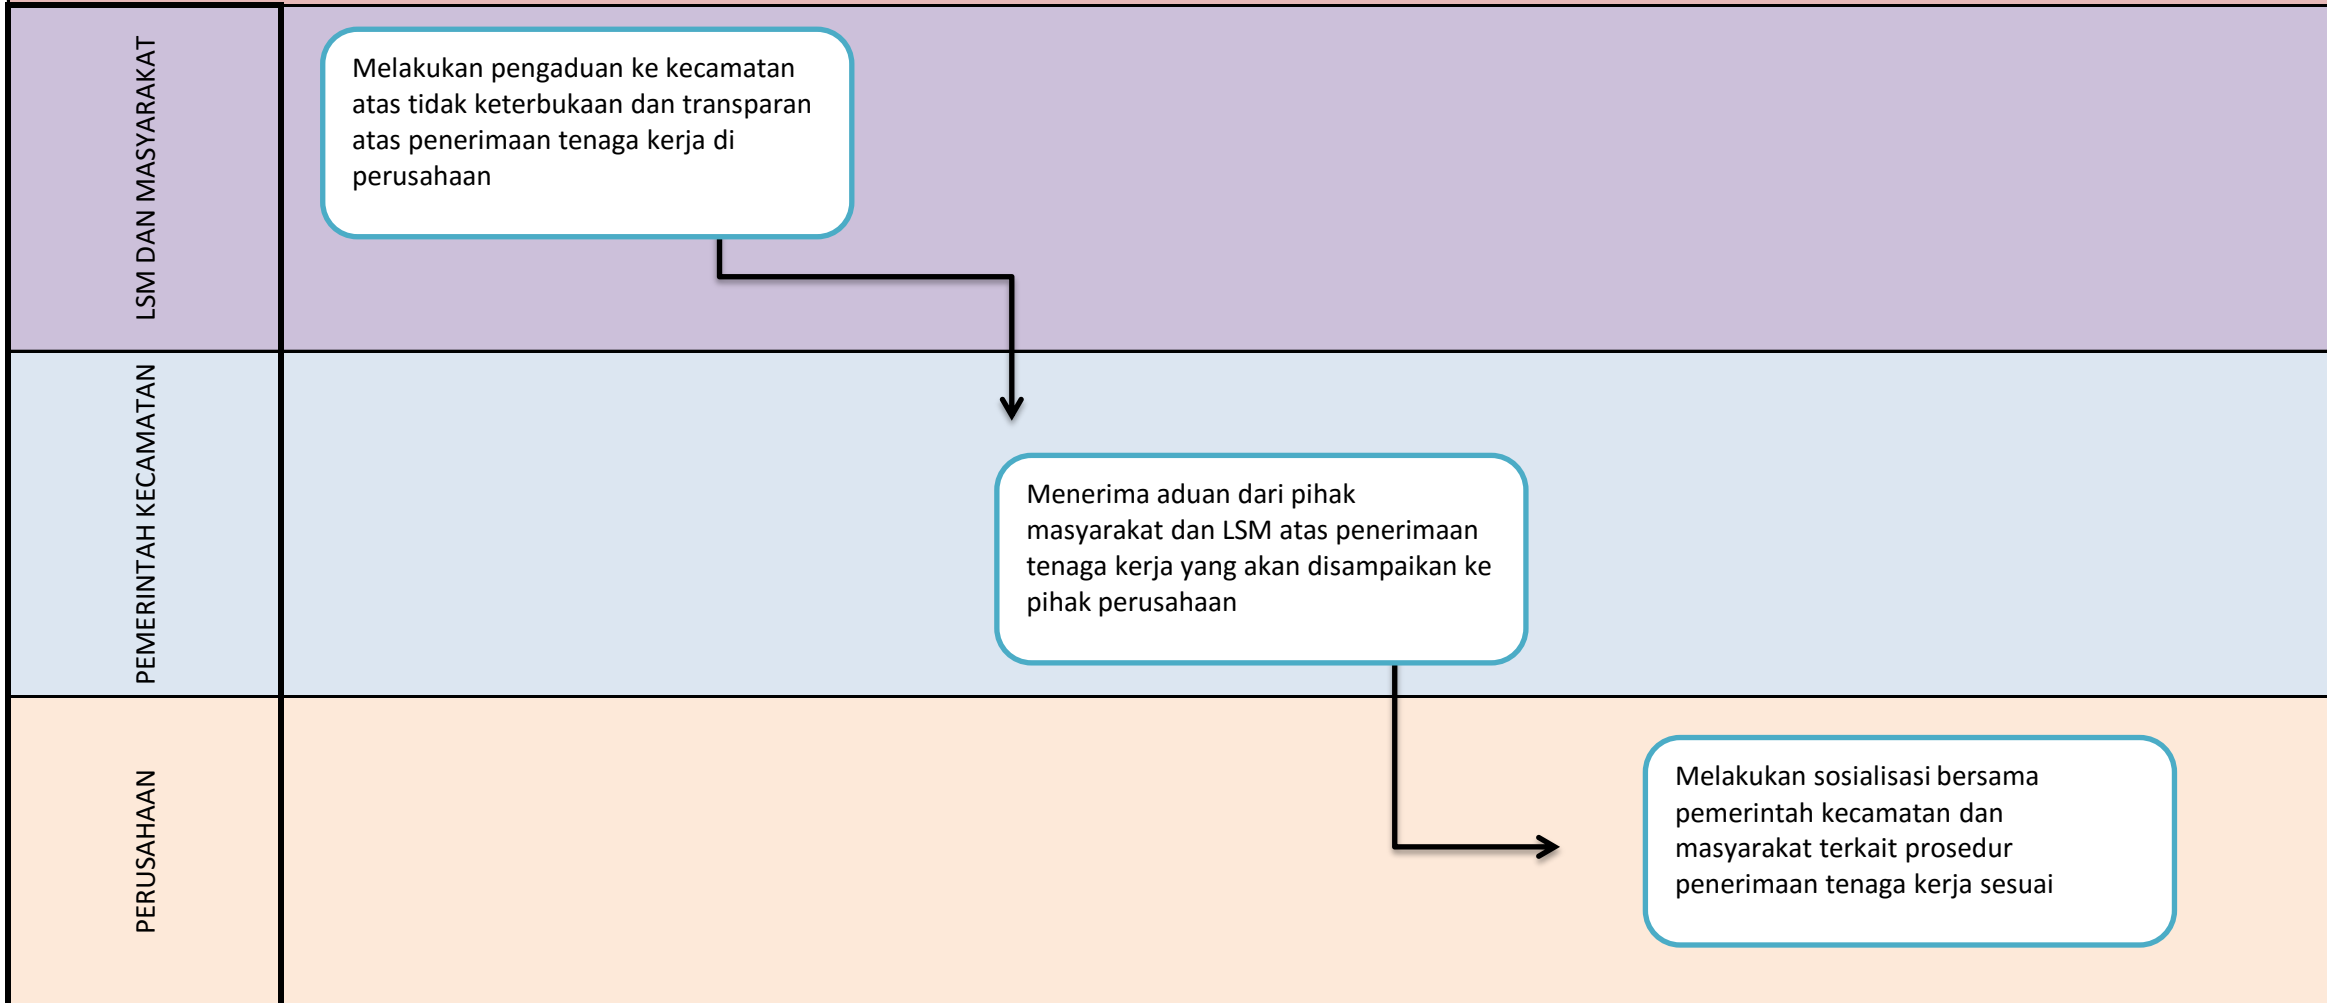 LSM DAN MASYARAKAT
Melakukan pengaduan ke kecamatan
atas tidak keterbukaan dan transparan
atas penerimaan tenaga kerja di
perusahaan
PEMERINTAH KECAMATAN
Menerima aduan dari pihak
masyarakat dan LSM atas penerimaan
tenaga kerja yang akan disampaikan ke
pihak perusahaan
PERUSAHAAN
Melakukan sosialisasi bersama
pemerintah kecamatan dan
masyarakat terkait prosedur
penerimaan tenaga kerja sesuai